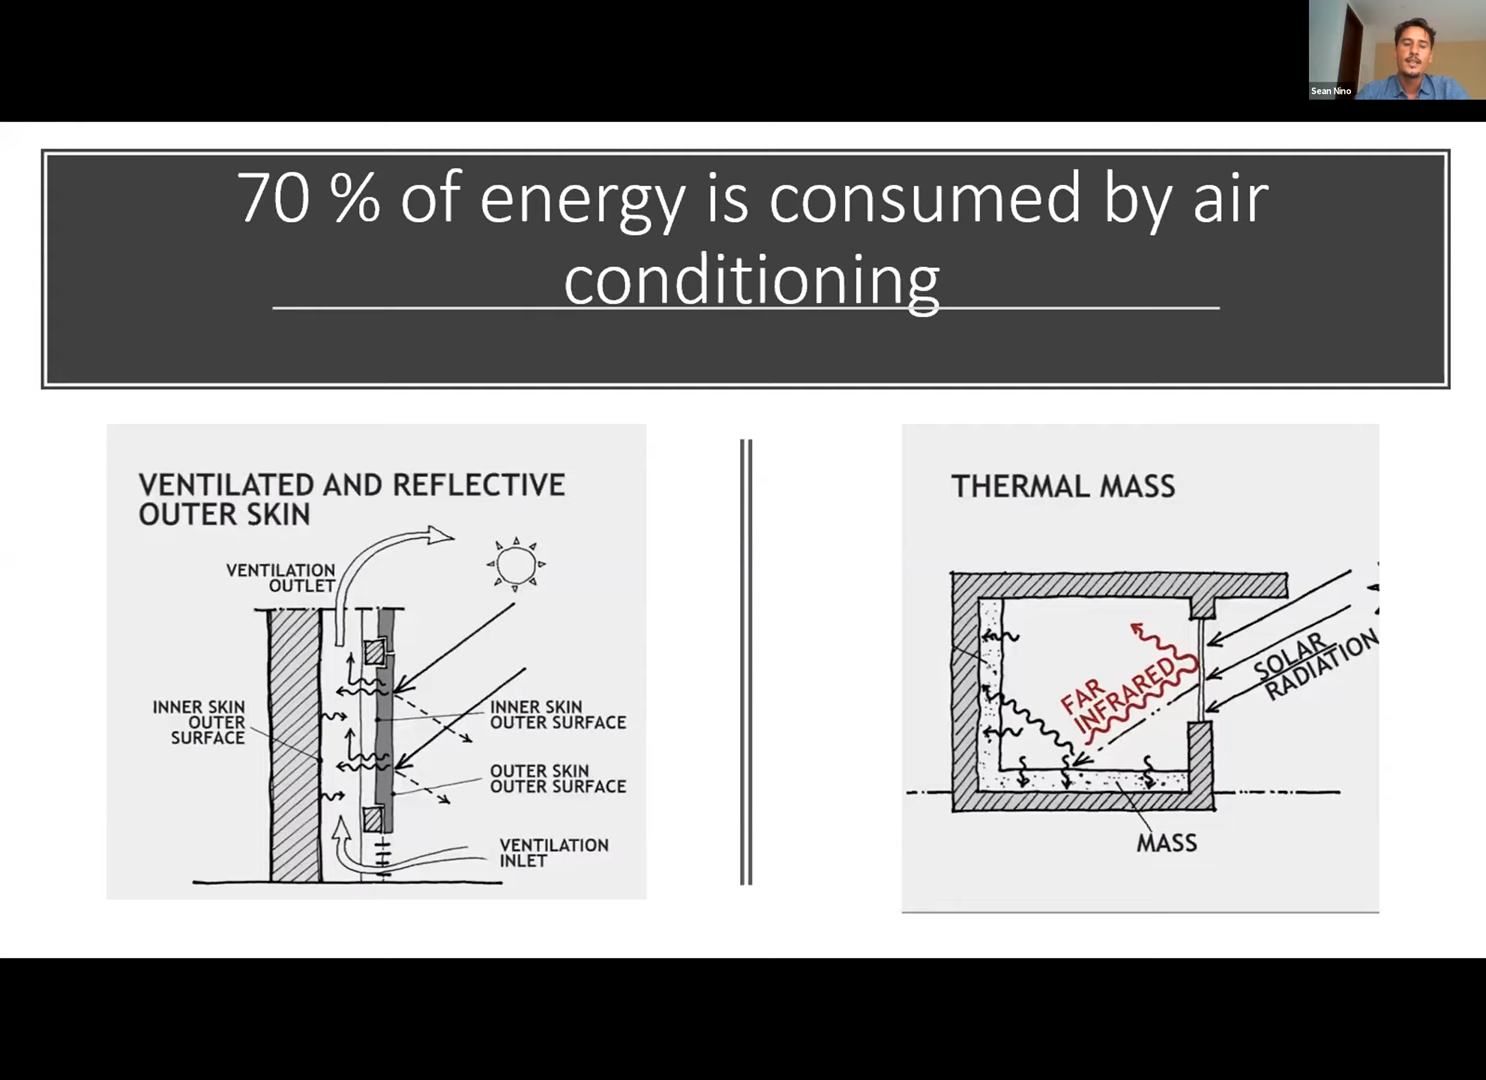 Sean Nino
70 % of energy is consumed by air
conditioning
VENTILATED AND REFLECTIVE
OUTER SKIN
VENTILATION
OUTLET
INNER SKIN
OUTER
SURFACE
INNER SKIN
OUTER SURFACE
OUTER SKIN
OUTER SURFACE
VENTILATION
INLET
THERMAL MASS
FAR
INFRARED
SOLAR
RADIATION
MASS